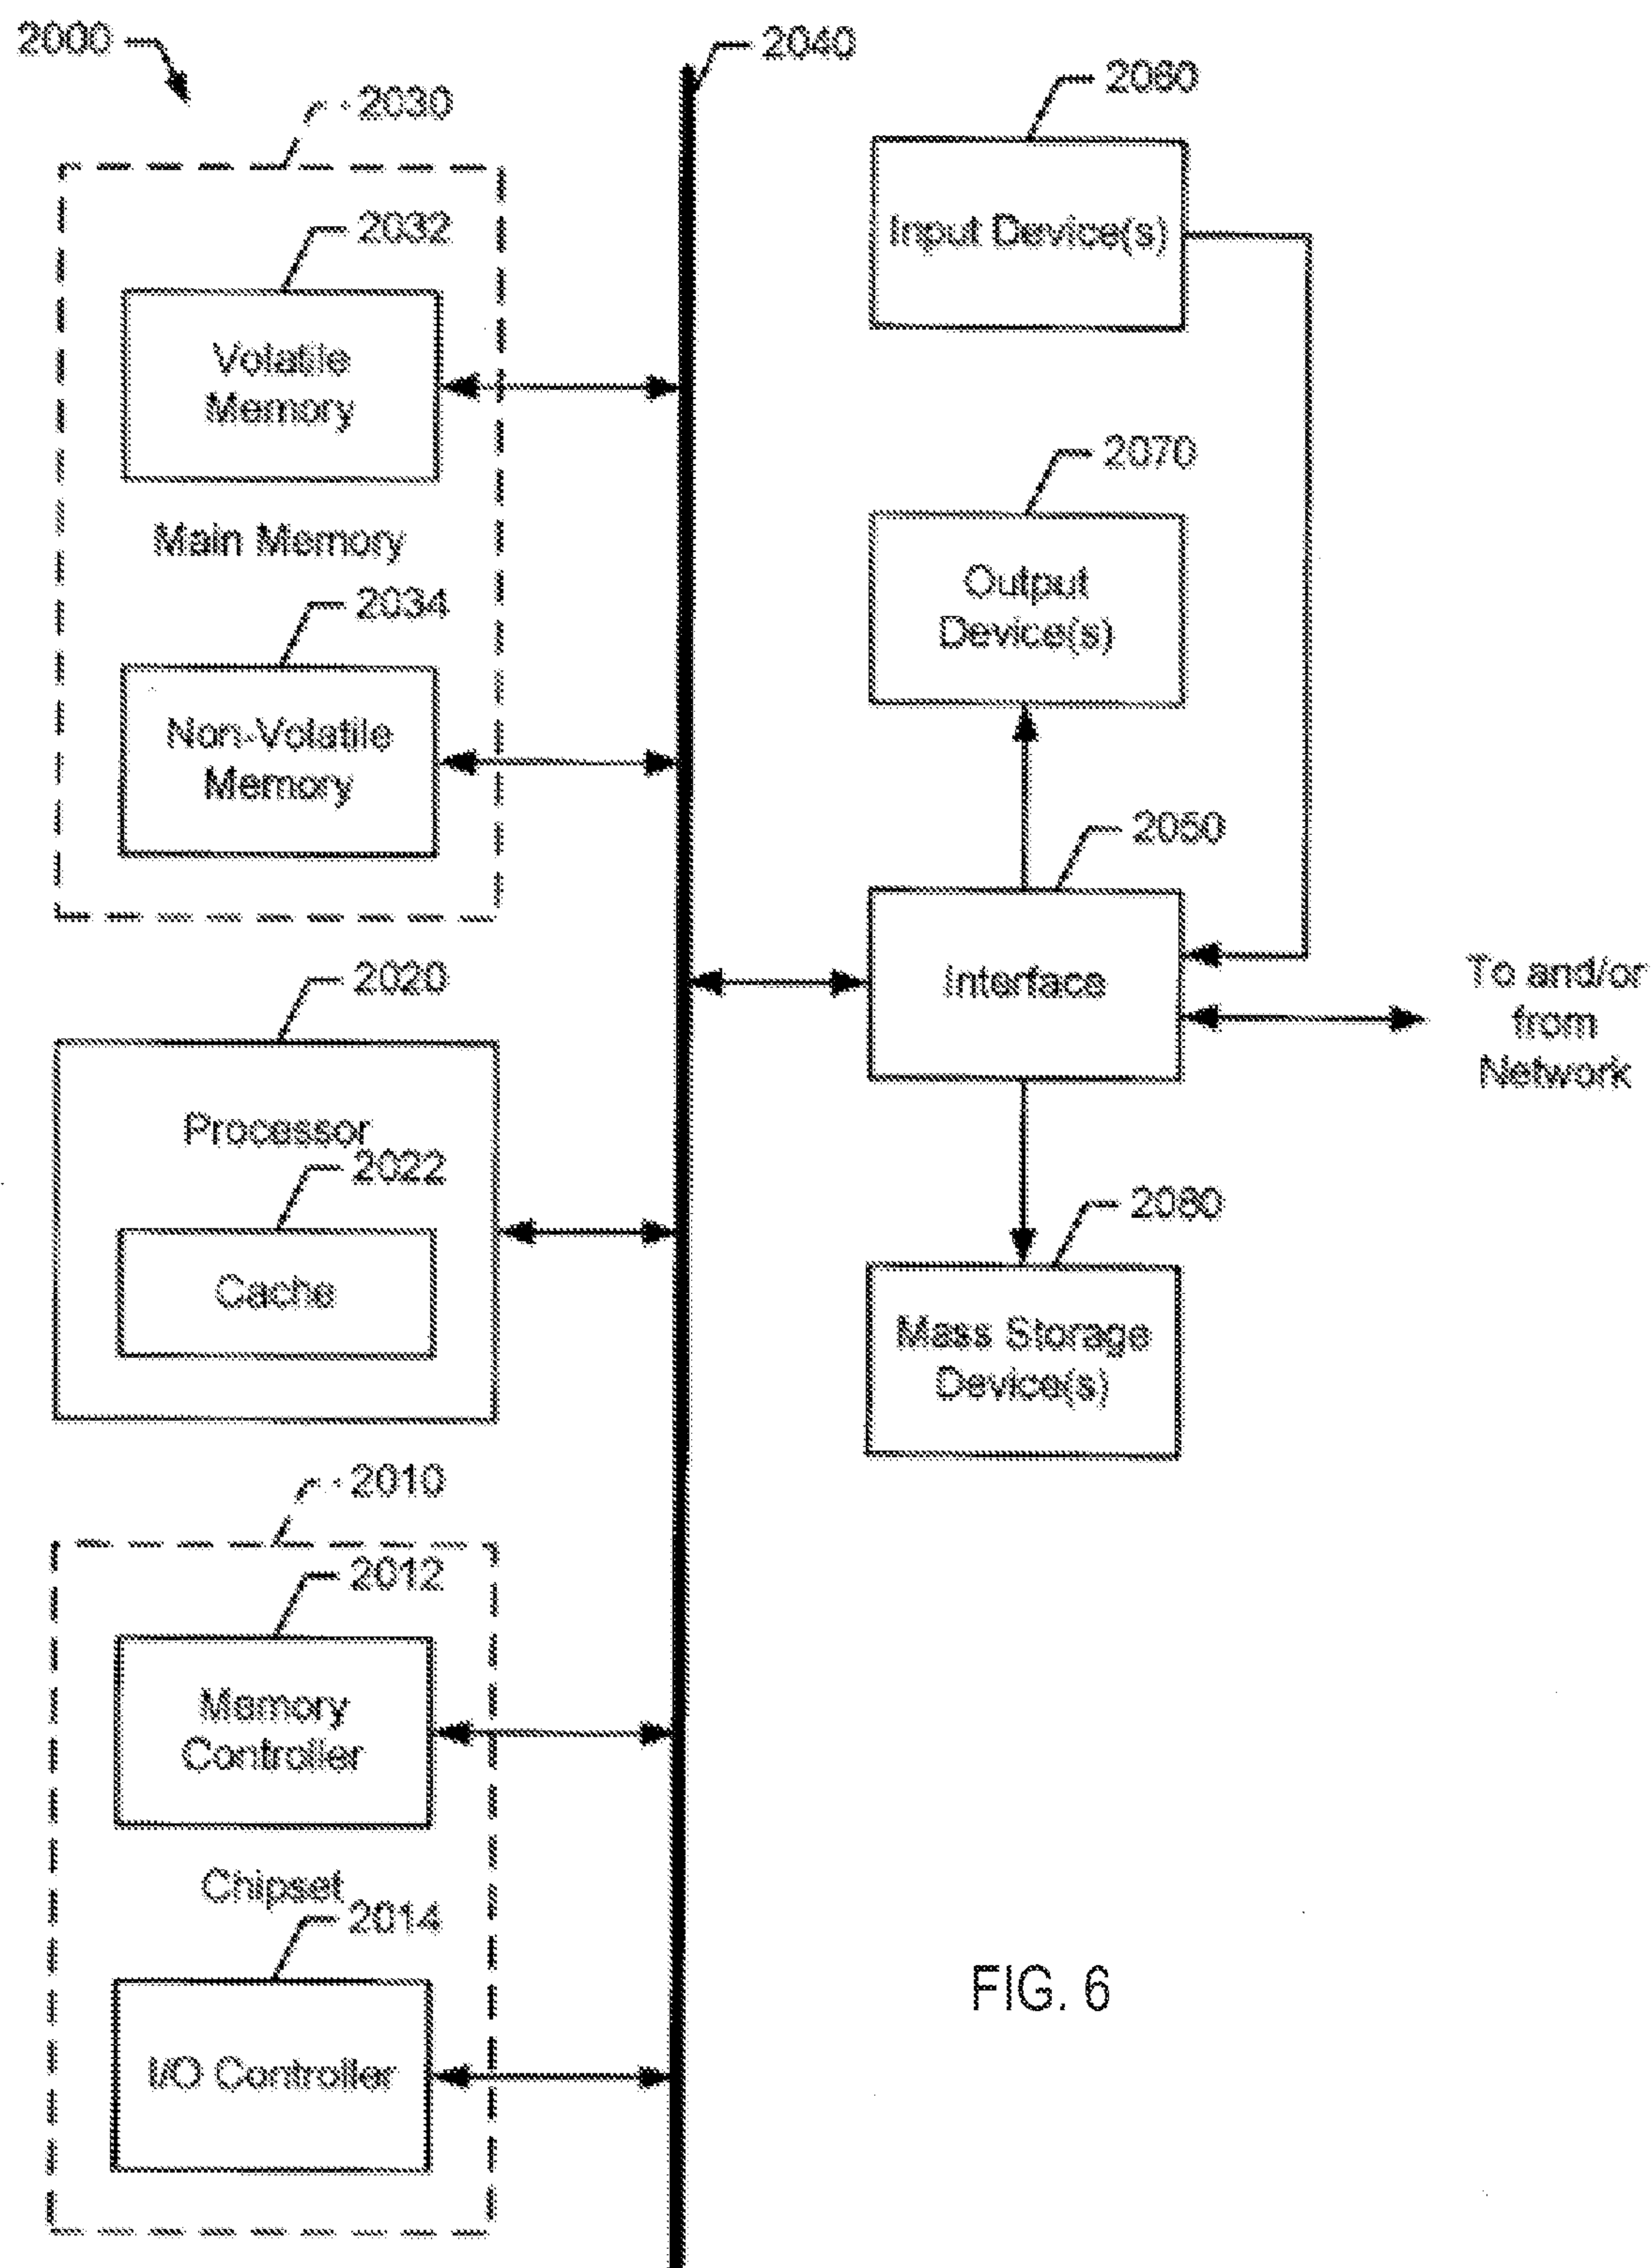 2000
2040
2030
2060
2032
Input Device(s)
Volatile
Memory
2070
Main Memory
Output
Device(s)
2034
Non-Volatile
Memory
2050
2020
Interface
To and/or
from
Network
Processor
2022
2080
Cache
Mass Storage
Device(s)
2010
2012
Memory
Controller
Chipset
2014
I/O Controller
FIG. 6